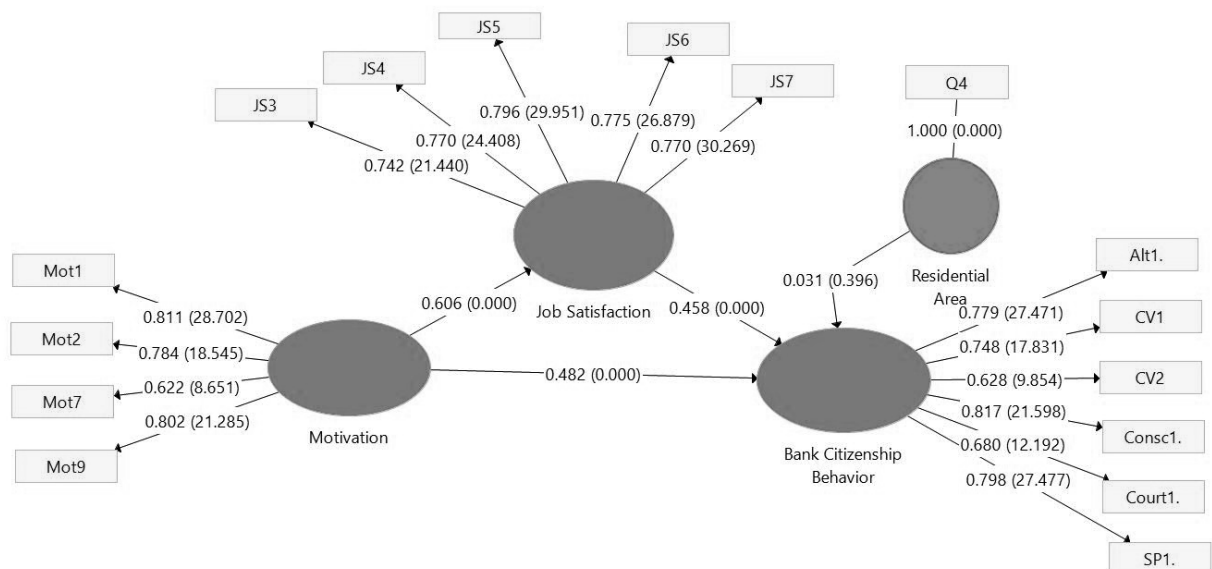 JS5
JS6
JS4
JS7
JS3
Q4
0.796 (29.951)
0.775 (26.879)
0.770 (24.408)
0.770 (30.269)
0.742 (21.440)
1.000 (0.000)
Mot1
Mot2
Mot7
Mot9
0.811 (28.702)
0.784 (18.545)
0.622 (8.651)
0.802 (21.285)
Motivation
0.606 (0.000)
Job Satisfaction
0.458 (0.000)
0.482 (0.000)
Residential
Area
0.031 (0.396)
Bank Citizenship
Behavior
0.779 (27.471)
0.748 (17.831)
0.628 (9.854)
0.817 (21.598)
0.680 (12.192)
0.798 (27.477)
Alt1.
CV1
CV2
Consc1.
Court1.
SP1.